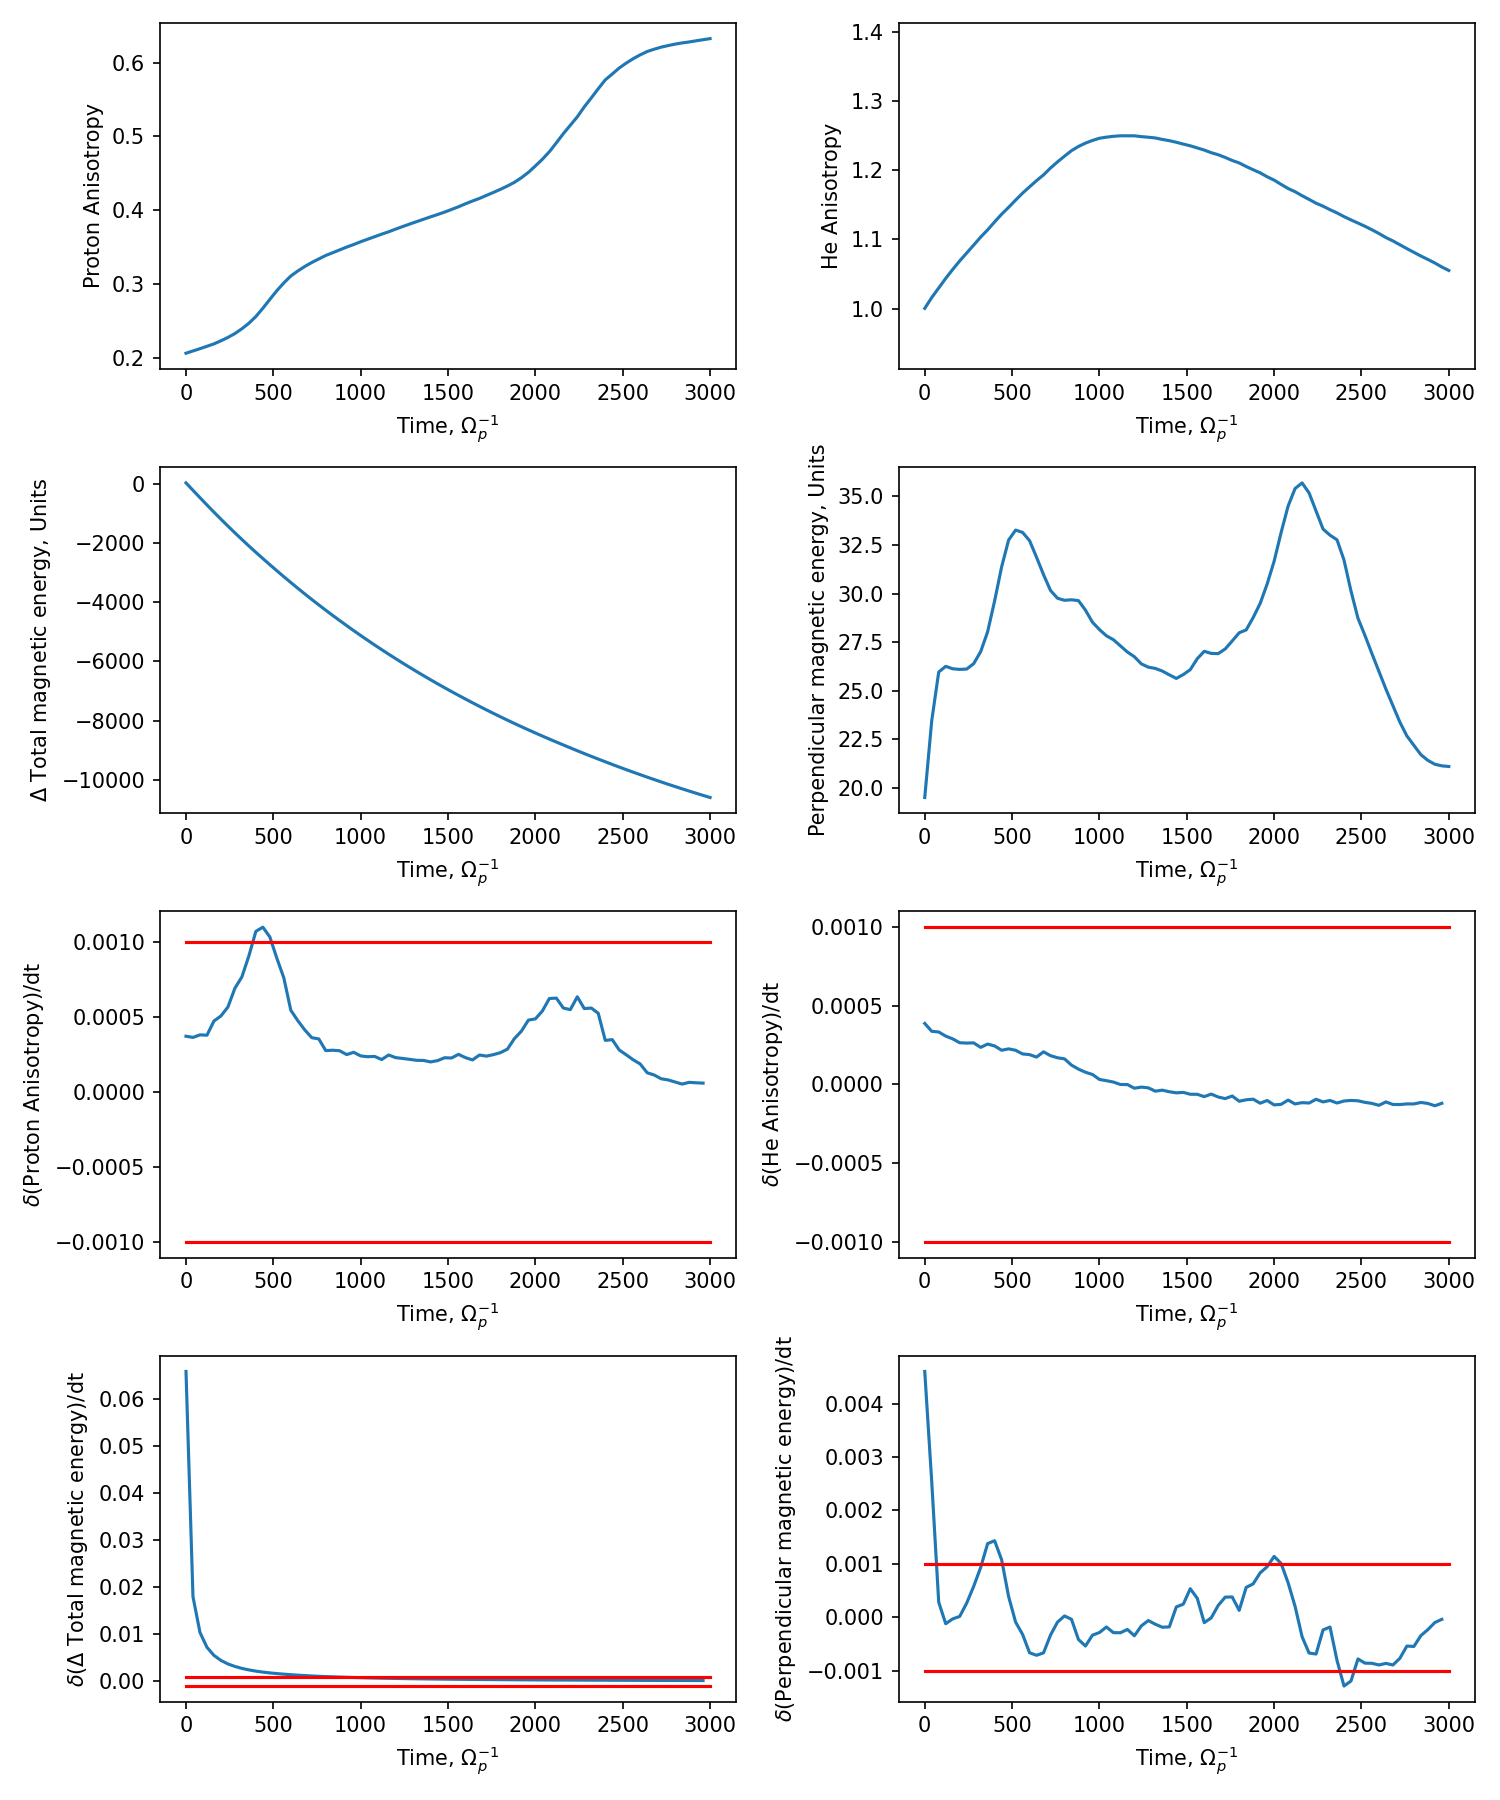 Proton Anisotropy
0.6
0.5
0.4
0.3
0.2
0 500 1000 1500 2000 2500 3000
Time, Ω_p^{-1}
He Anisotropy
1.4
1.3
1.2
1.1
1.0
0 500 1000 1500 2000 2500 3000
Time, Ω_p^{-1}
Δ Total magnetic energy, Units
0
−2000
−4000
−6000
−8000
−10000
0 500 1000 1500 2000 2500 3000
Time, Ω_p^{-1}
Perpendicular magnetic energy, Units
35.0
32.5
30.0
27.5
25.0
22.5
20.0
0 500 1000 1500 2000 2500 3000
Time, Ω_p^{-1}
δ(Proton Anisotropy)/dt
0.0010
0.0005
0.0000
−0.0005
−0.0010
0 500 1000 1500 2000 2500 3000
Time, Ω_p^{-1}
δ(He Anisotropy)/dt
0.0010
0.0005
0.0000
−0.0005
−0.0010
0 500 1000 1500 2000 2500 3000
Time, Ω_p^{-1}
δ(Δ Total magnetic energy)/dt
0.06
0.05
0.04
0.03
0.02
0.01
0.00
0 500 1000 1500 2000 2500 3000
Time, Ω_p^{-1}
δ(Perpendicular magnetic energy)/dt
0.004
0.003
0.002
0.001
0.000
−0.001
0 500 1000 1500 2000 2500 3000
Time, Ω_p^{-1}